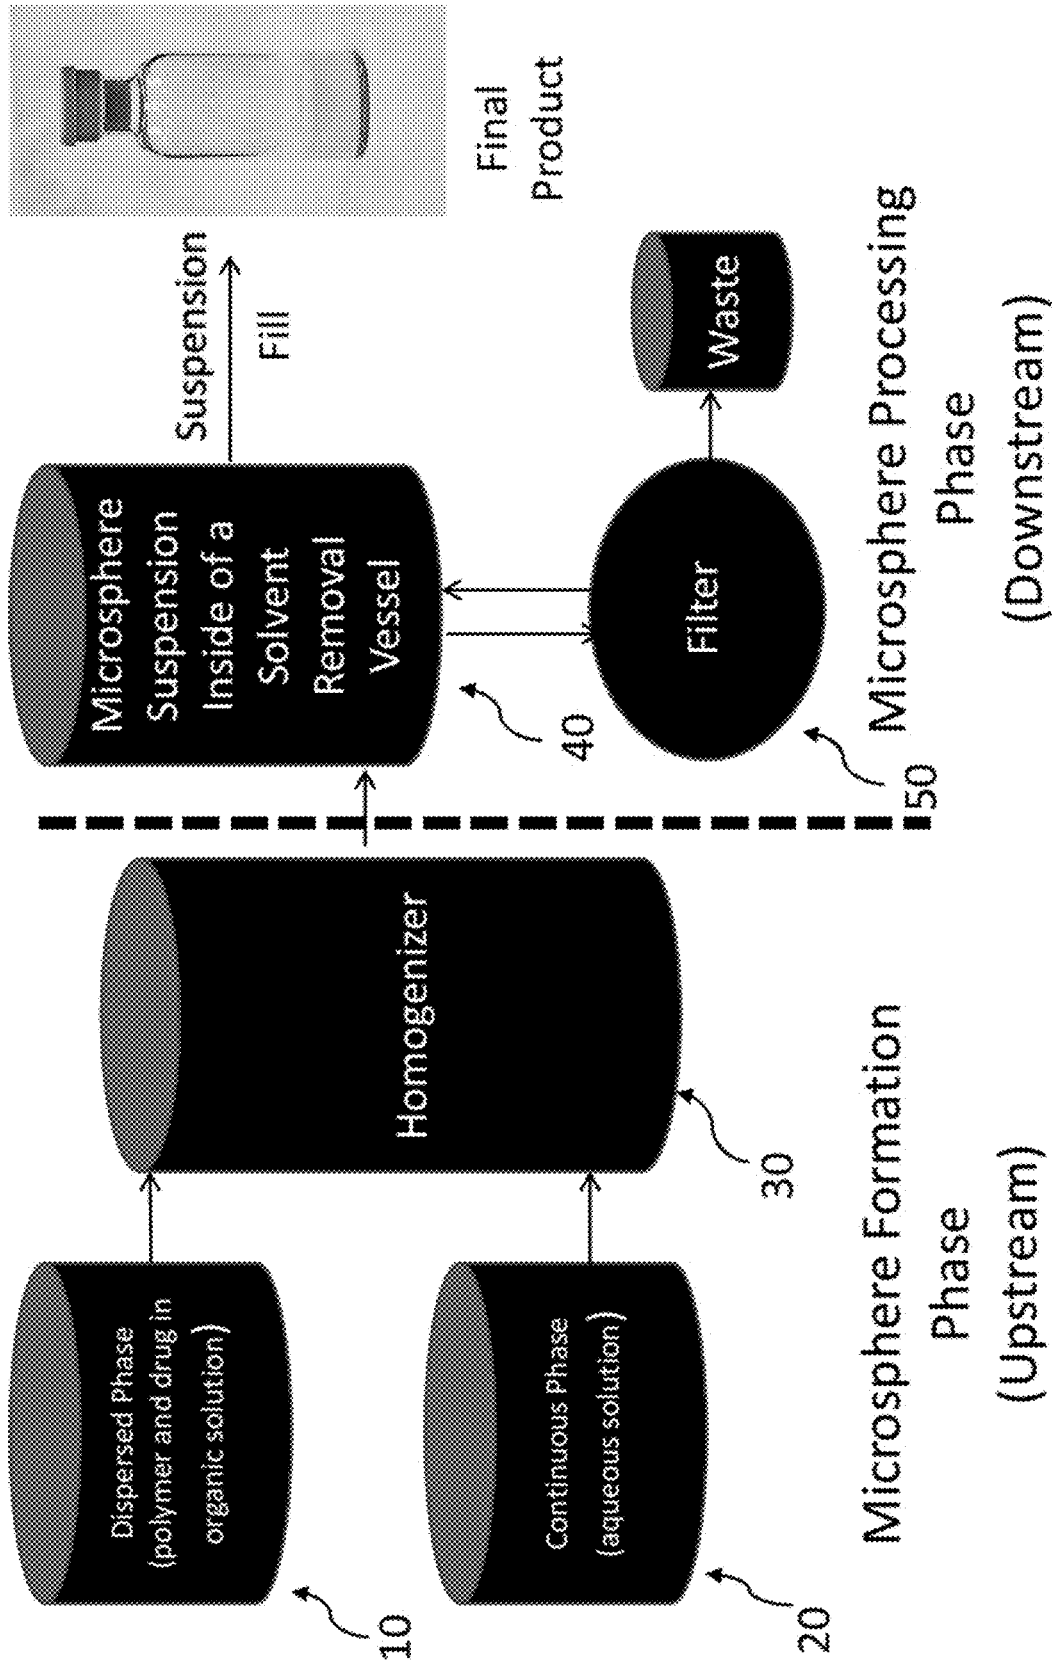 Dispersed Phase
(polymer and drug in
organic solution)
10
Continuous Phase
(aqueous solution)
20
Homogenizer
30
Microsphere Formation
Phase
(Upstream)
Microsphere
Suspension
Inside of a
Solvent
Removal
Vessel
40
Suspension
Fill
Final
Product
Filter
50
Waste
Microsphere Processing
Phase
(Downstream)